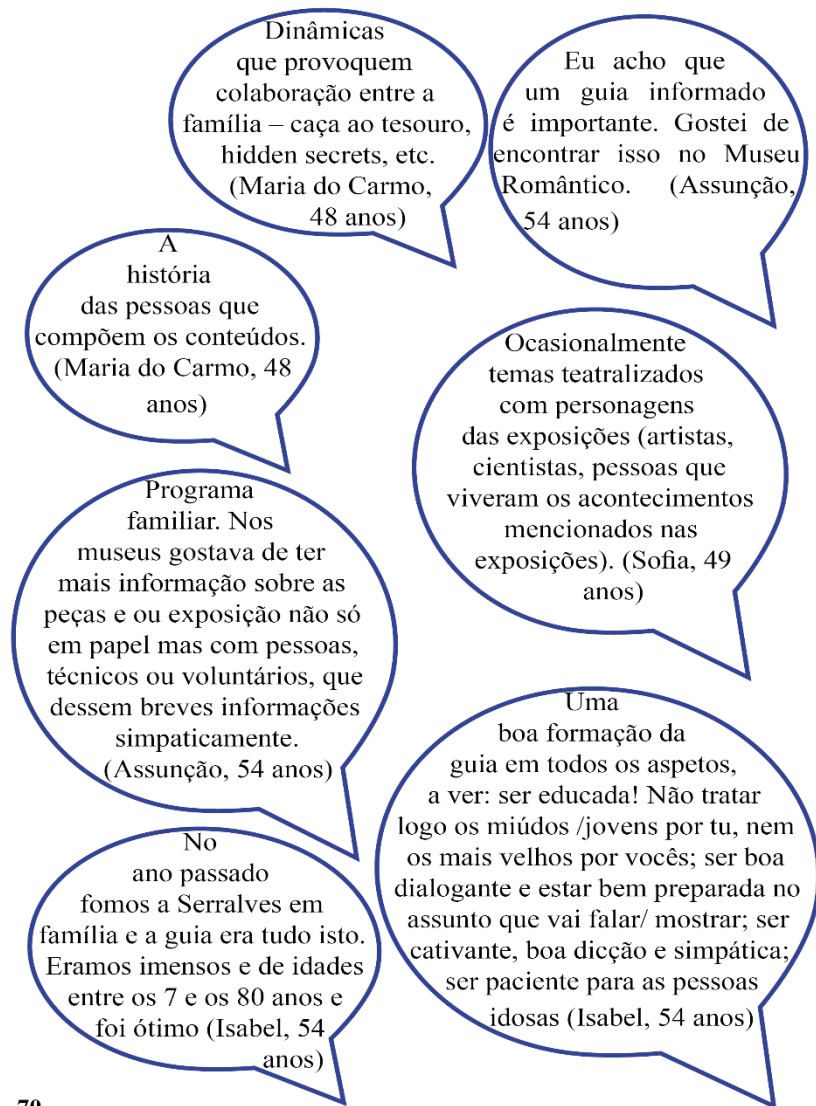 Dinâmicas
que provoquem
colaboração entre a
família – caça ao tesouro,
hidden secrets, etc.
(Maria do Carmo,
48 anos)
Eu acho que
um guia informado
é importante. Gostei de
encontrar isso no Museu
Romântico. (Assunção,
54 anos)
A
história
das pessoas que
compõem os conteúdos.
(Maria do Carmo, 48
anos)
Ocasionalmente
temas teatralizados
com personagens
das exposições (artistas,
cientistas, pessoas que
viveram os acontecimentos
mencionados nas
exposições). (Sofia, 49
anos)
Programa
familiar. Nos
museus gostava de ter
mais informação sobre as
peças e ou exposição não só
em papel mas com pessoas,
técnicos ou voluntários, que
dessem breves informações
simpaticamente.
(Assunção, 54 anos)
Uma
boa formação da
guia em todos os aspetos,
a ver: ser educada! Não tratar
logo os miúdos /jovens por tu, nem
os mais velhos por vocês; ser boa
dialogante e estar bem preparada no
assunto que vai falar/ mostrar; ser
cativante, boa dicção e simpática;
ser paciente para as pessoas
idosas (Isabel, 54 anos)
No
ano passado
fomos a Serralves em
família e a guia era tudo isto.
Eramos imensos e de idades
entre os 7 e os 80 anos e
foi ótimo (Isabel, 54
anos)